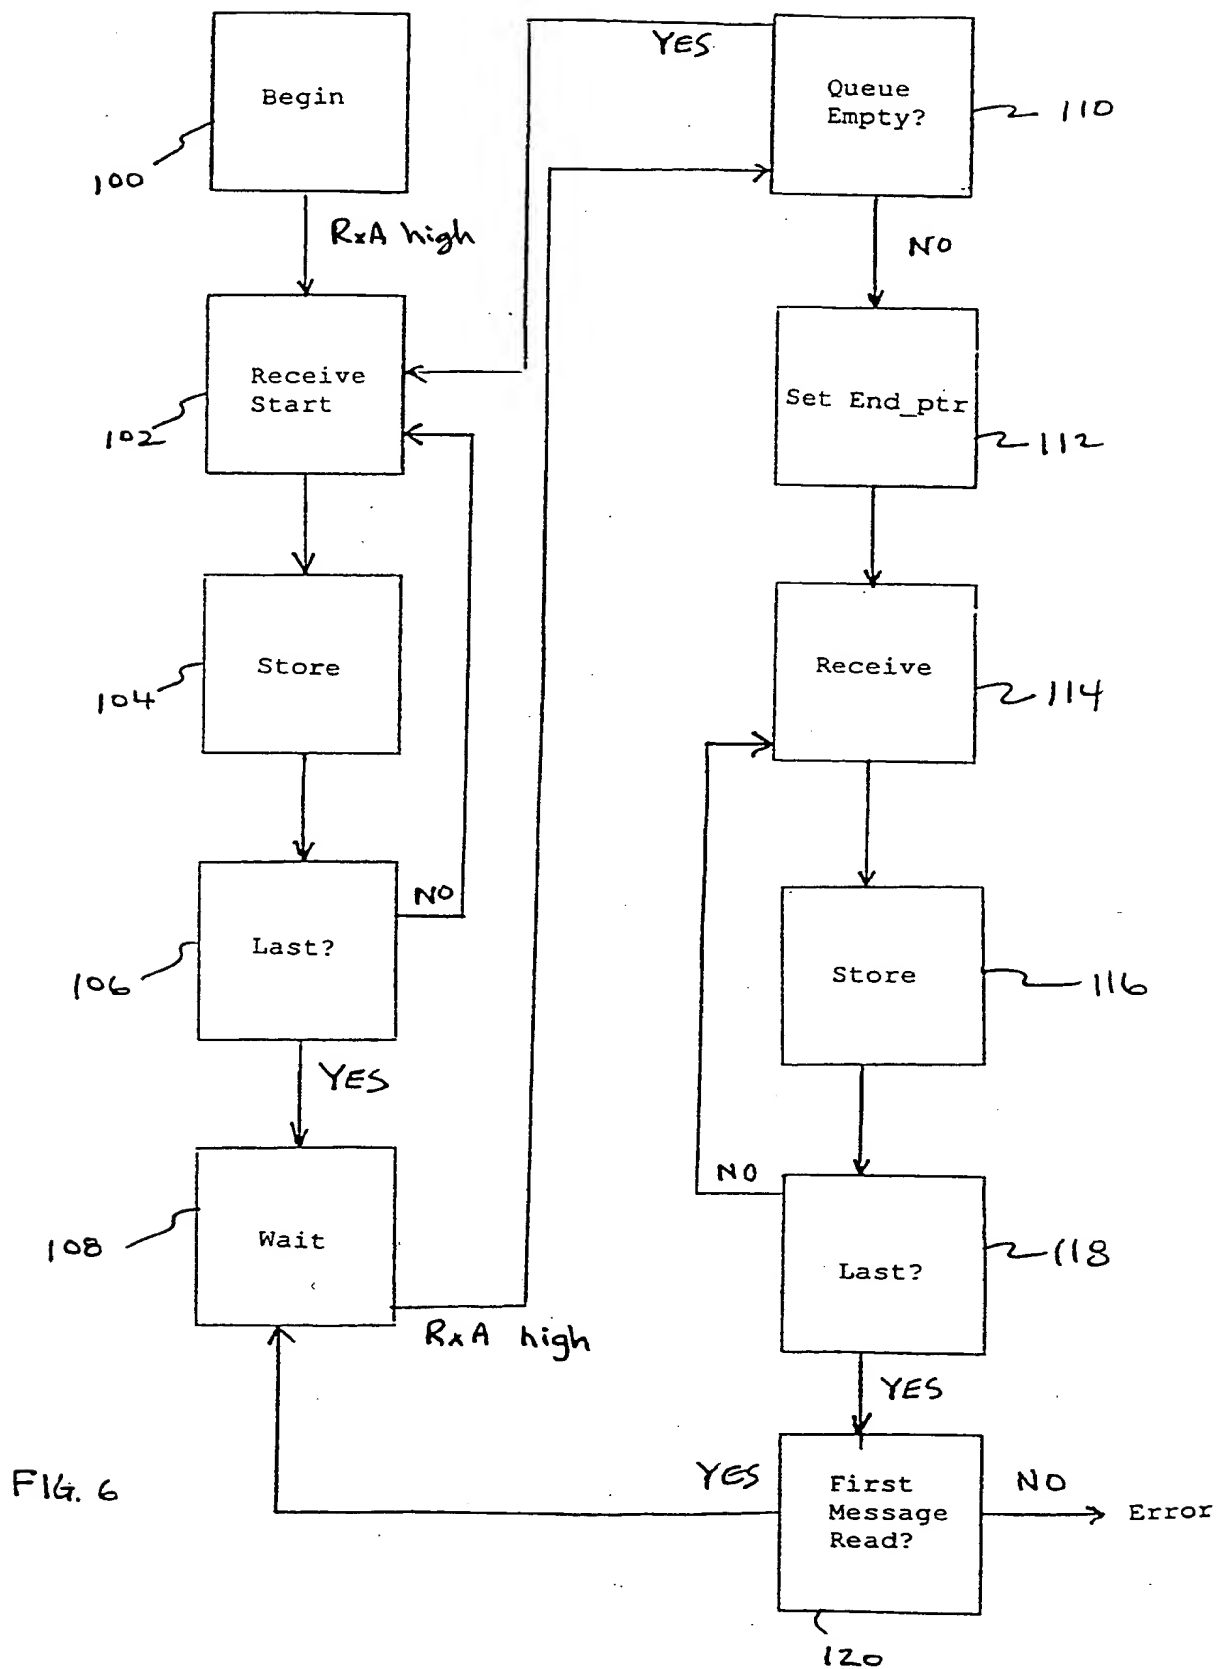 Begin
100
RxA high
Receive
Start
102
Store
104
Last?
106
NO
YES
Wait
108
RxA high
YES
Queue
Empty?
110
NO
Set End_ptr
112
Receive
114
Store
116
NO
Last?
118
YES
First
Message
Read?
120
YES
NO
Error
FIG. 6